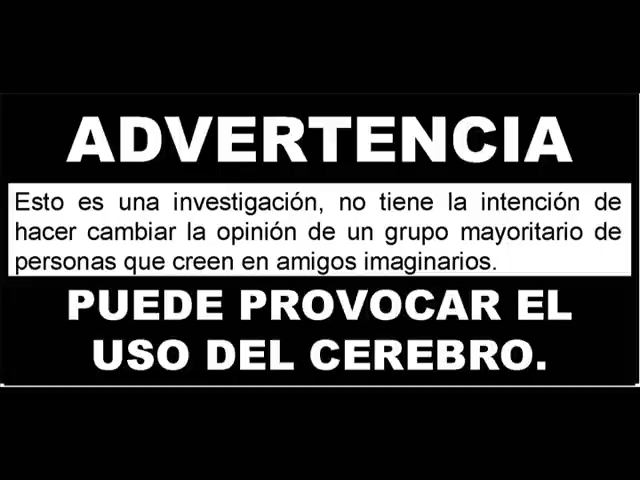 ADVERTENCIA
Esto es una investigación, no tiene la intención de
hacer cambiar la opinión de un grupo mayoritario de
personas que creen en amigos imaginarios.
PUEDE PROVOCAR EL
USO DEL CEREBRO.